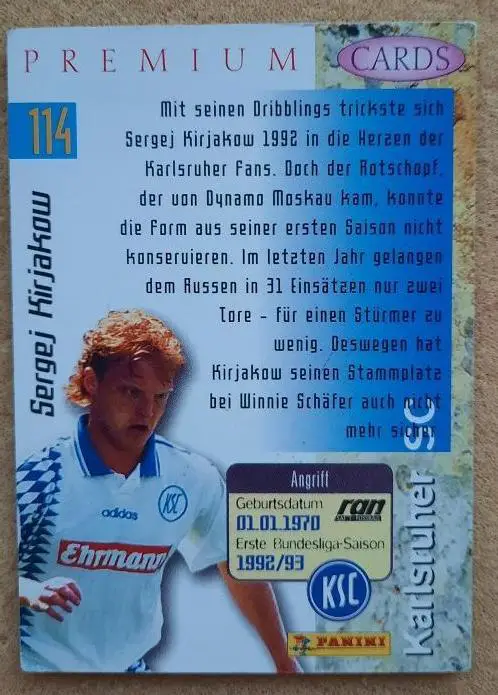 PREMIUM CARDS
114
Sergej Kirjakow
Mit seinen Dribblings trickste sich
Sergej Kirjakow 1992 in die Herzen der
Karlsruher Fans. Doch der Rotschopf,
der von Dynamo Moskau kam, konnte
die Form aus seiner ersten Saison nicht
konservieren. Im letzten Jahr gelangen
dem Russen in 31 Einsätzen nur zwei
Tore - für einen Stürmer zu
wenig. Deswegen hat
Kirjakow seinen Stammplatz
bei Winnie Schäfer auch nicht
mehr sicher.
adidas
KSC
Ehrmann
Angriff
Geburtsdatum
01.01.1970
ran
SAT 1 FUSSBALL
Erste Bundesliga-Saison
1992/93
KSC
PANINI
Karlsruher SC